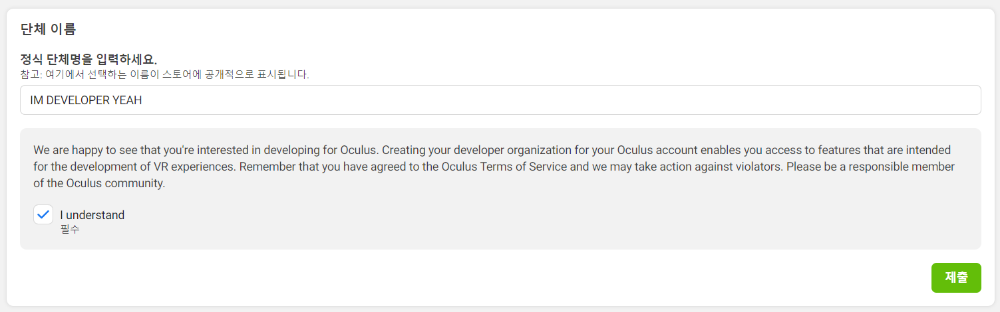 단체 이름
정식 단체명을 입력하세요.
참고: 여기에서 선택하는 이름이 스토어에 공개적으로 표시됩니다.
IM DEVELOPER YEAH
We are happy to see that you're interested in developing for Oculus. Creating your developer organization for your Oculus account enables you access to features that are intended
for the development of VR experiences. Remember that you have agreed to the Oculus Terms of Service and we may take action against violators. Please be a responsible member
of the Oculus community.
I understand
필수
제출